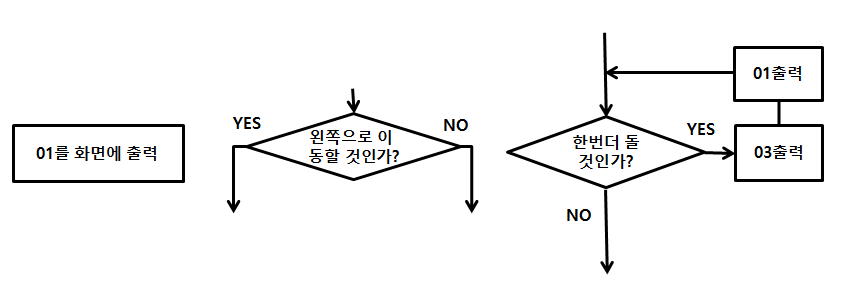 01를 화면에 출력
YES
왼쪽으로 이
동할 것인가?
NO
01출력
한번더 돌
것인가?
YES
03출력
NO